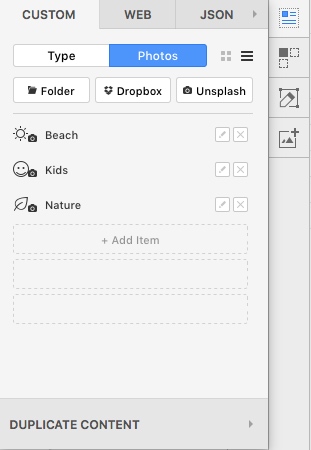 CUSTOM WEB JSON
Type Photos
Folder Dropbox Unsplash
Beach
Kids
Nature
+ Add Item
DUPLICATE CONTENT